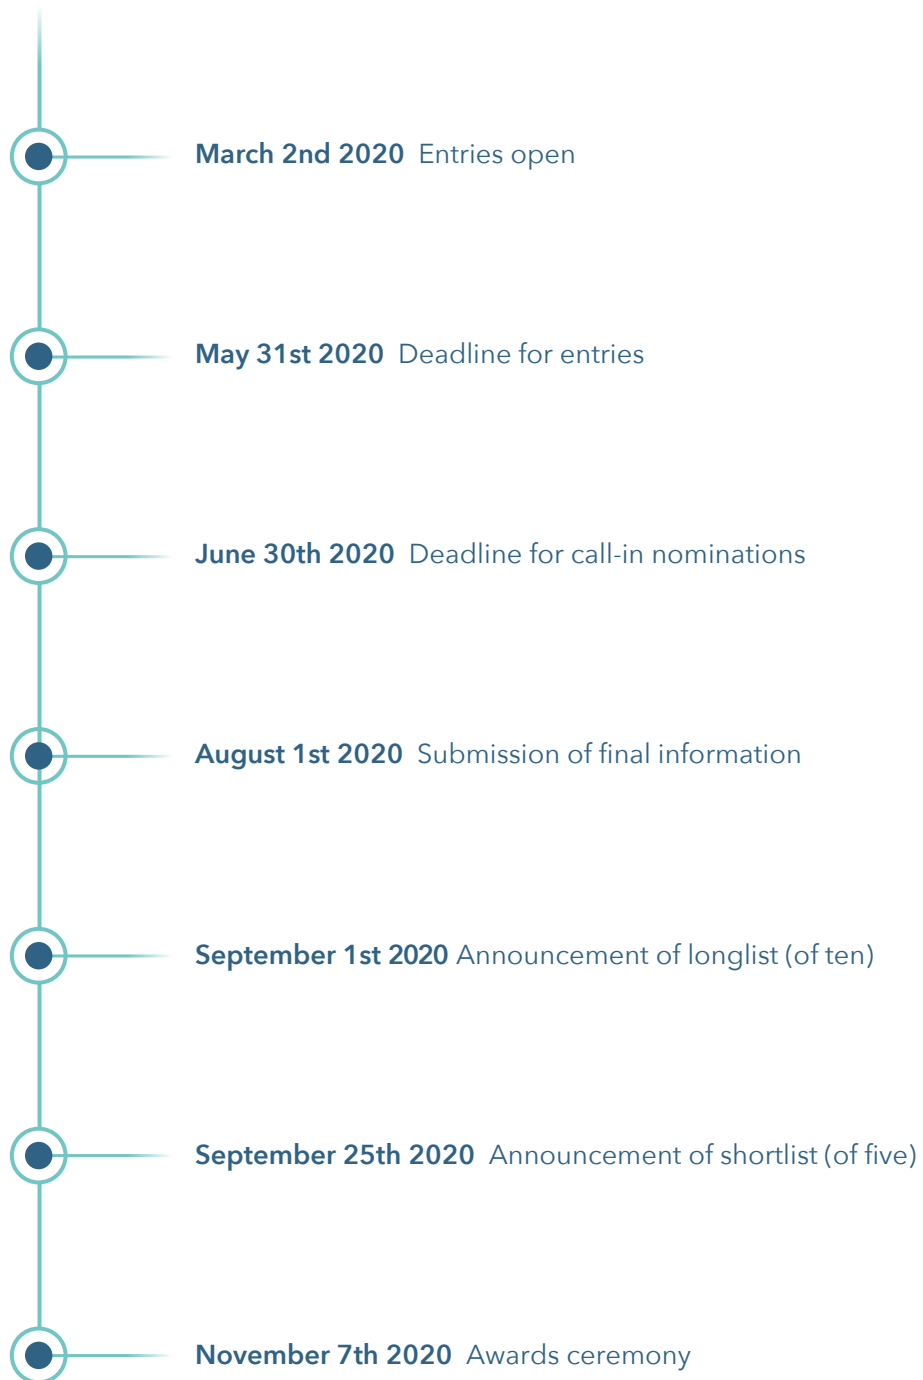 March 2nd 2020 Entries open
May 31st 2020 Deadline for entries
June 30th 2020 Deadline for call-in nominations
August 1st 2020 Submission of final information
September 1st 2020 Announcement of longlist (of ten)
September 25th 2020 Announcement of shortlist (of five)
November 7th 2020 Awards ceremony